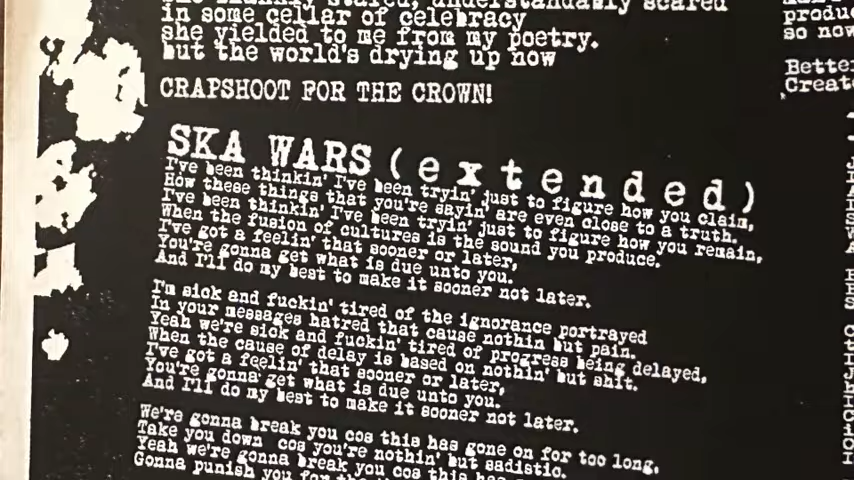 stared, understandably scared
in some cellar of celebracy
she yielded to me from my poetry.
but the world's drying up now
CRAPSHOOT FOR THE CROWN!
SKA WARS (extended)
I've been thinkin' I've been tryin' just to figure how you claim,
How these things that you're sayin' are even close to a truth.
I've been thinkin' I've been tryin' just to figure how you remain,
When the fusion of cultures is the sound you produce.
I've got a feelin' that sooner or later,
You're gonna get what is due unto you.
And I'll do my best to make it sooner not later.
I'm sick and fuckin' tired of the ignorance portrayed
In your messages hatred that cause nothin but pain.
Yeah we're sick and fuckin' tired of progress being delayed,
When the cause of delay is based on nothin' but shit.
I've got a feelin' that sooner or later,
You're gonna get what is due unto you.
And I'll do my best to make it sooner not later.
We're gonna break you cos this has gone on for too long.
Take you down cos you're nothin' but sadistic.
Yeah we're gonna break you cos this has
Gonna punish you for the
produ
so now
Bette
Creat